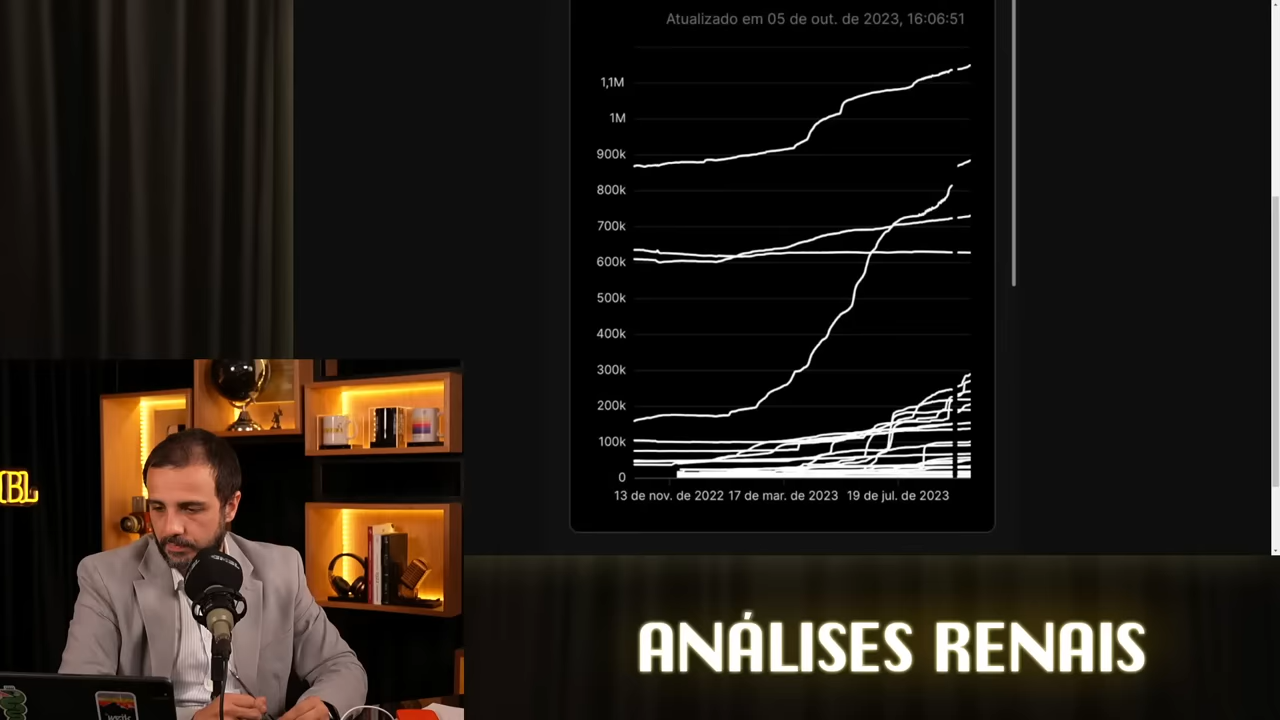 Atualizado em 05 de out. de 2023, 16:06:51
1,1M
1M
900k
800k
700k
600k
500k
400k
300k
200k
100k
0
13 de nov. de 2022 17 de mar. de 2023 19 de jul. de 2023
BL
ANÁLISES RENAIS